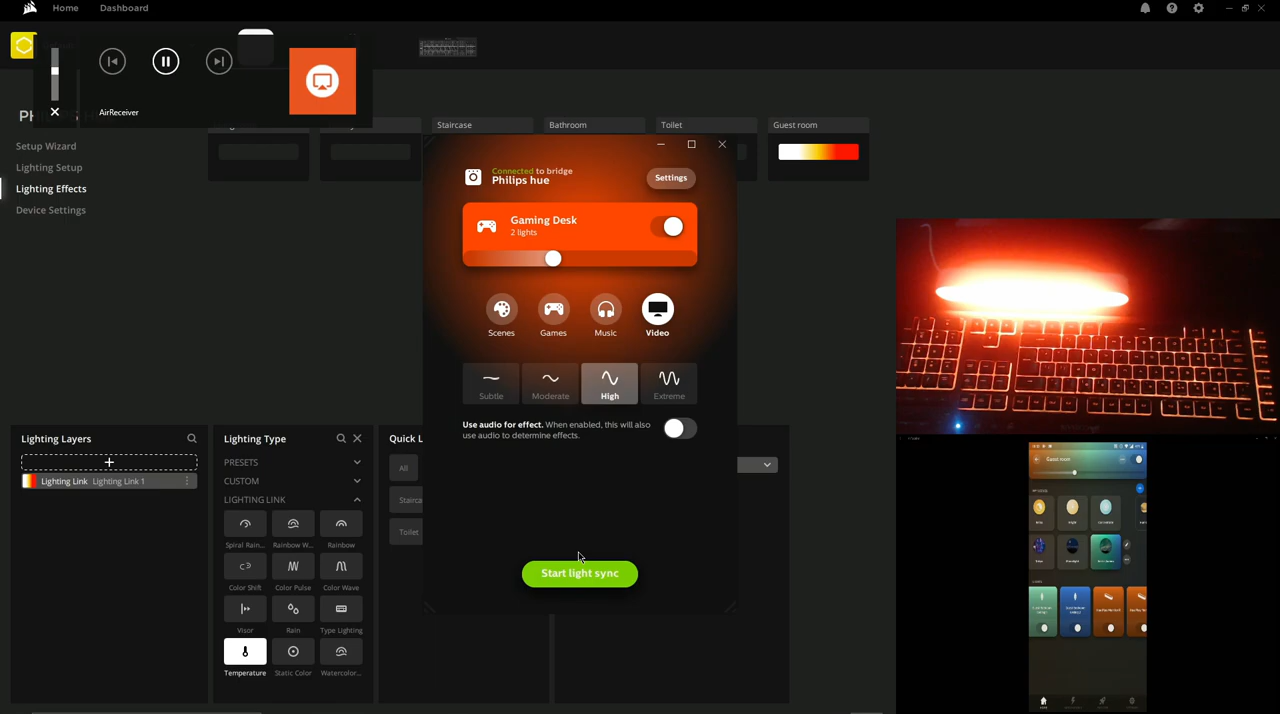 Home
Dashboard
AirReceiver
Setup Wizard
Lighting Setup
Lighting Effects
Device Settings
Staircase
Bathroom
Toilet
Guest room
Connected to bridge
Philips hue
Settings
Gaming Desk
2 lights
Scenes
Games
Music
Video
Subtle
Moderate
High
Extreme
Use audio for effect. When enabled, this will also
use audio to determine effects.
Start light sync
Lighting Layers
+
Lighting Link Lighting Link 1
Lighting Type
PRESETS
CUSTOM
LIGHTING LINK
Spiral Rain...
Rainbow W...
Rainbow
Color Shift
Color Pulse
Color Wave
Visor
Rain
Type Lighting
Temperature
Static Color
Watercolor...
Quick L
All
Stairca
Toilet
Guest room